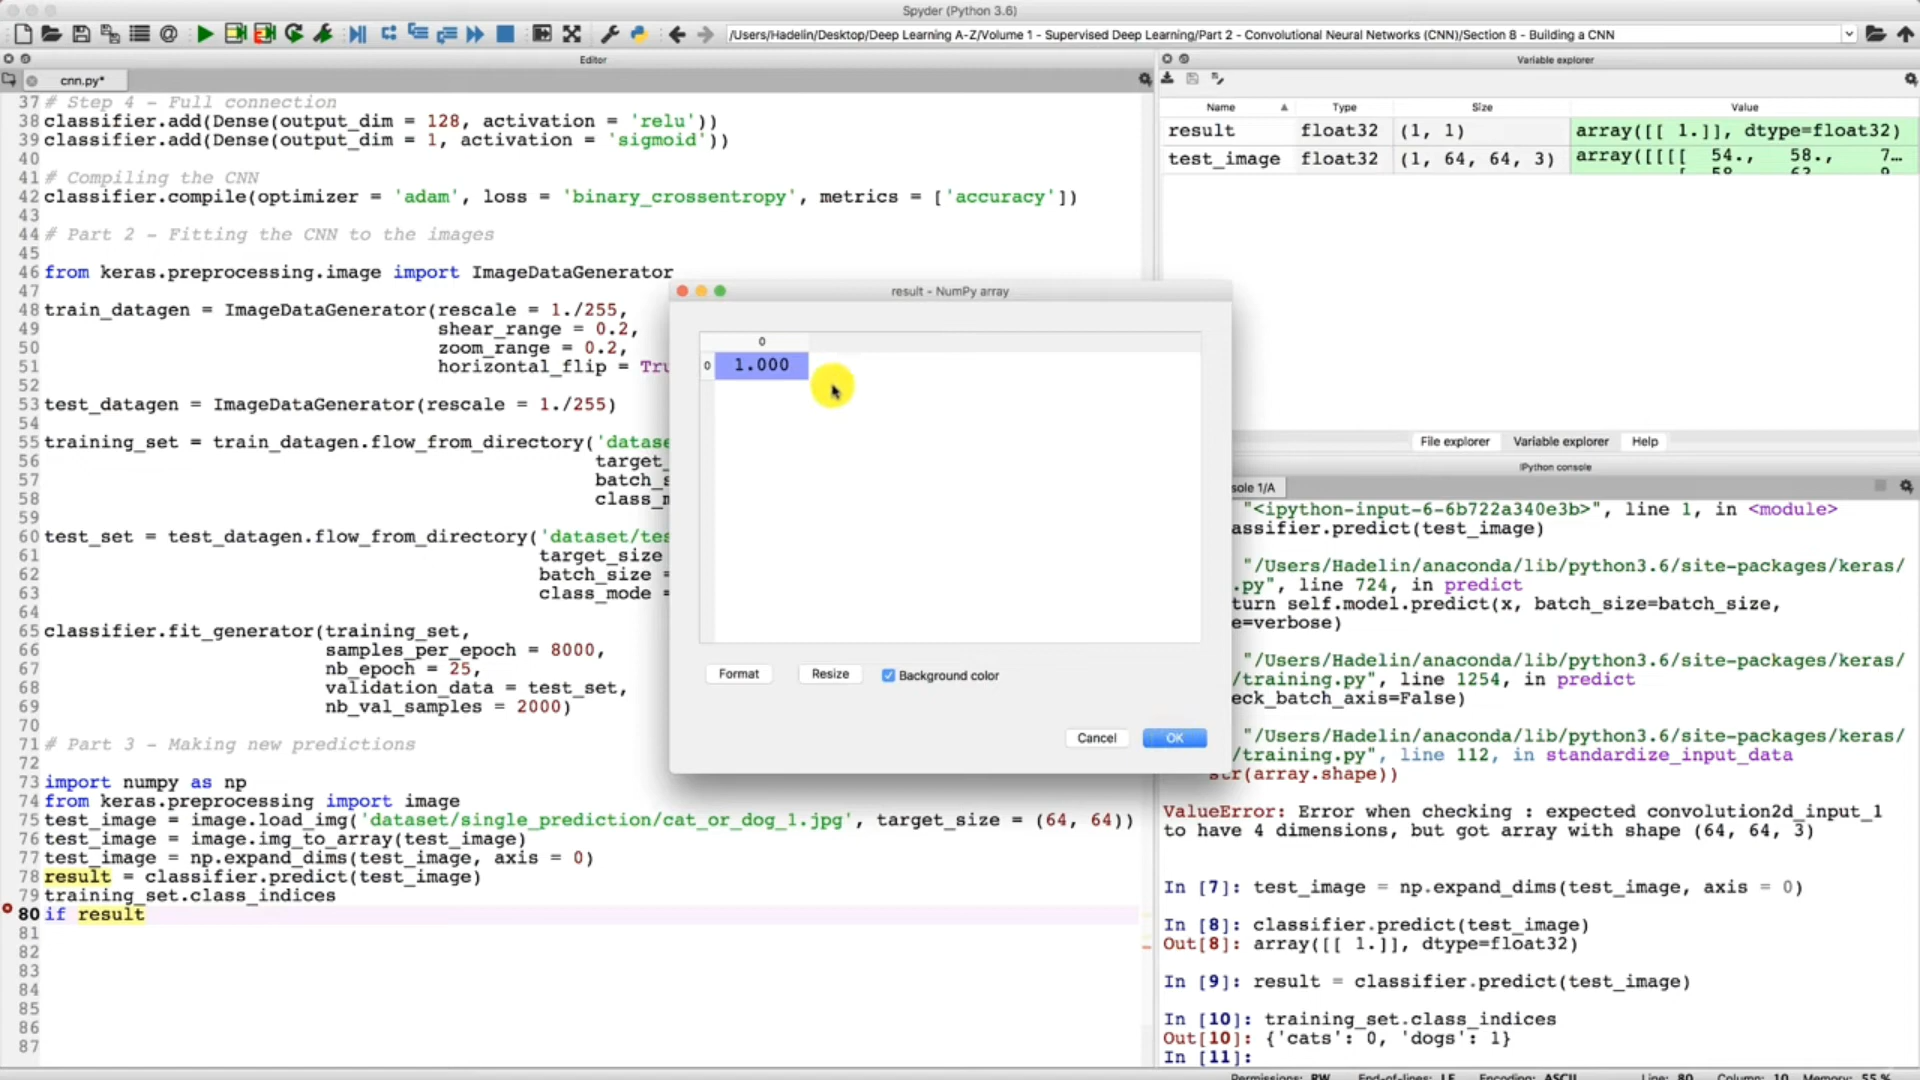 Spyder (Python 3.6)
/Users/Hadelin/Desktop/Deep Learning A-Z/Volume 1 - Supervised Deep Learning/Part 2 - Convolutional Neural Networks (CNN)/Section 8 - Building a CNN
Editor
cnn.py*
37 # Step 4 - Full connection
38 classifier.add(Dense(output_dim = 128, activation = 'relu'))
39 classifier.add(Dense(output_dim = 1, activation = 'sigmoid'))
40
41 # Compiling the CNN
42 classifier.compile(optimizer = 'adam', loss = 'binary_crossentropy', metrics = ['accuracy'])
43
44 # Part 2 - Fitting the CNN to the images
45
46 from keras.preprocessing.image import ImageDataGenerator
47
48 train_datagen = ImageDataGenerator(rescale = 1./255,
49 shear_range = 0.2,
50 zoom_range = 0.2,
51 horizontal_flip = Tru
52
53 test_datagen = ImageDataGenerator(rescale = 1./255)
54
55 training_set = train_datagen.flow_from_directory('datase
56 target_
57 batch_s
58 class_m
59
60 test_set = test_datagen.flow_from_directory('dataset/tes
61 target_size
62 batch_size =
63 class_mode =
64
65 classifier.fit_generator(training_set,
66 samples_per_epoch = 8000,
67 nb_epoch = 25,
68 validation_data = test_set,
69 nb_val_samples = 2000)
70
71 # Part 3 - Making new predictions
72
73 import numpy as np
74 from keras.preprocessing import image
75 test_image = image.load_img('dataset/single_prediction/cat_or_dog_1.jpg', target_size = (64, 64))
76 test_image = image.img_to_array(test_image)
77 test_image = np.expand_dims(test_image, axis = 0)
78 result = classifier.predict(test_image)
79 training_set.class_indices
80 if result
81
82
83
84
85
86
87
result - NumPy array
0
0 1.000
Format Resize Background color
Cancel OK
Variable explorer
Name Type Size Value
result float32 (1, 1) array([[ 1.]], dtype=float32)
test_image float32 (1, 64, 64, 3) array([[[[ 54., 58., 7…
File explorer Variable explorer Help
IPython console
sole 1/A
"<ipython-input-6-6b722a340e3b>", line 1, in <module>
assifier.predict(test_image)
"/Users/Hadelin/anaconda/lib/python3.6/site-packages/keras/
.py", line 724, in predict
turn self.model.predict(x, batch_size=batch_size,
e=verbose)
"/Users/Hadelin/anaconda/lib/python3.6/site-packages/keras/
/training.py", line 1254, in predict
eck_batch_axis=False)
"/Users/Hadelin/anaconda/lib/python3.6/site-packages/keras/
/training.py", line 112, in standardize_input_data
str(array.shape))
ValueError: Error when checking : expected convolution2d_input_1
to have 4 dimensions, but got array with shape (64, 64, 3)
In [7]: test_image = np.expand_dims(test_image, axis = 0)
In [8]: classifier.predict(test_image)
Out[8]: array([[ 1.]], dtype=float32)
In [9]: result = classifier.predict(test_image)
In [10]: training_set.class_indices
Out[10]: {'cats': 0, 'dogs': 1}
In [11]:
Permissions: RW End-of-lines: LF Encoding: ASCII Line: 80 Column: 10 Memory: 55 %